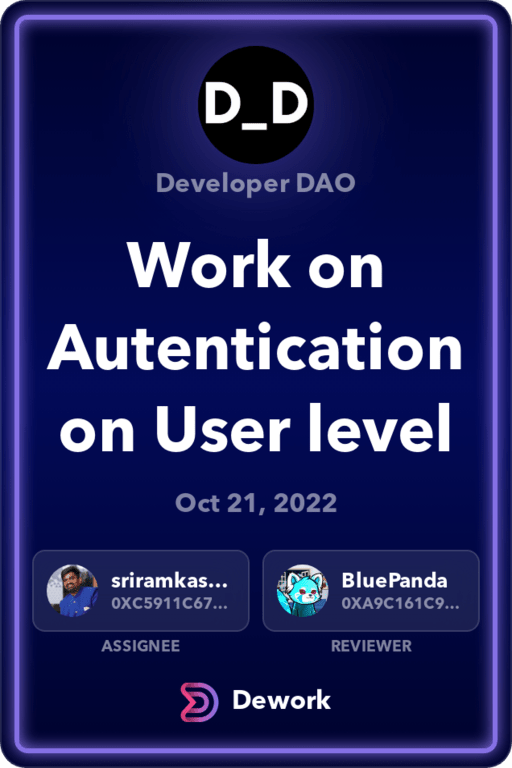 D_D
Developer DAO
Work on
Autentication
on User level
Oct 21, 2022
sriramkas...
0XC5911C67...
BluePanda
0XA9C161C9...
ASSIGNEE
REVIEWER
Dework